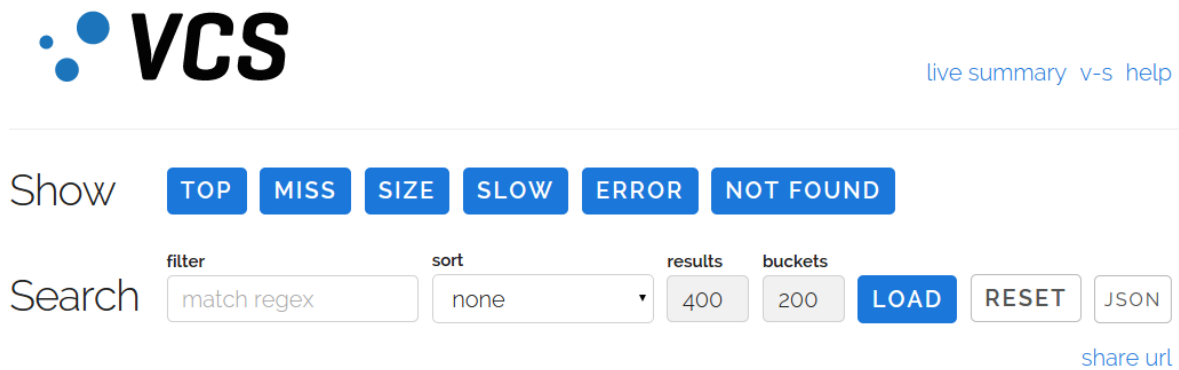 VCS
live summary v-s help
Show TOP MISS SIZE SLOW ERROR NOT FOUND
filter sort results buckets
Search match regex none 400 200 LOAD RESET JSON
share url